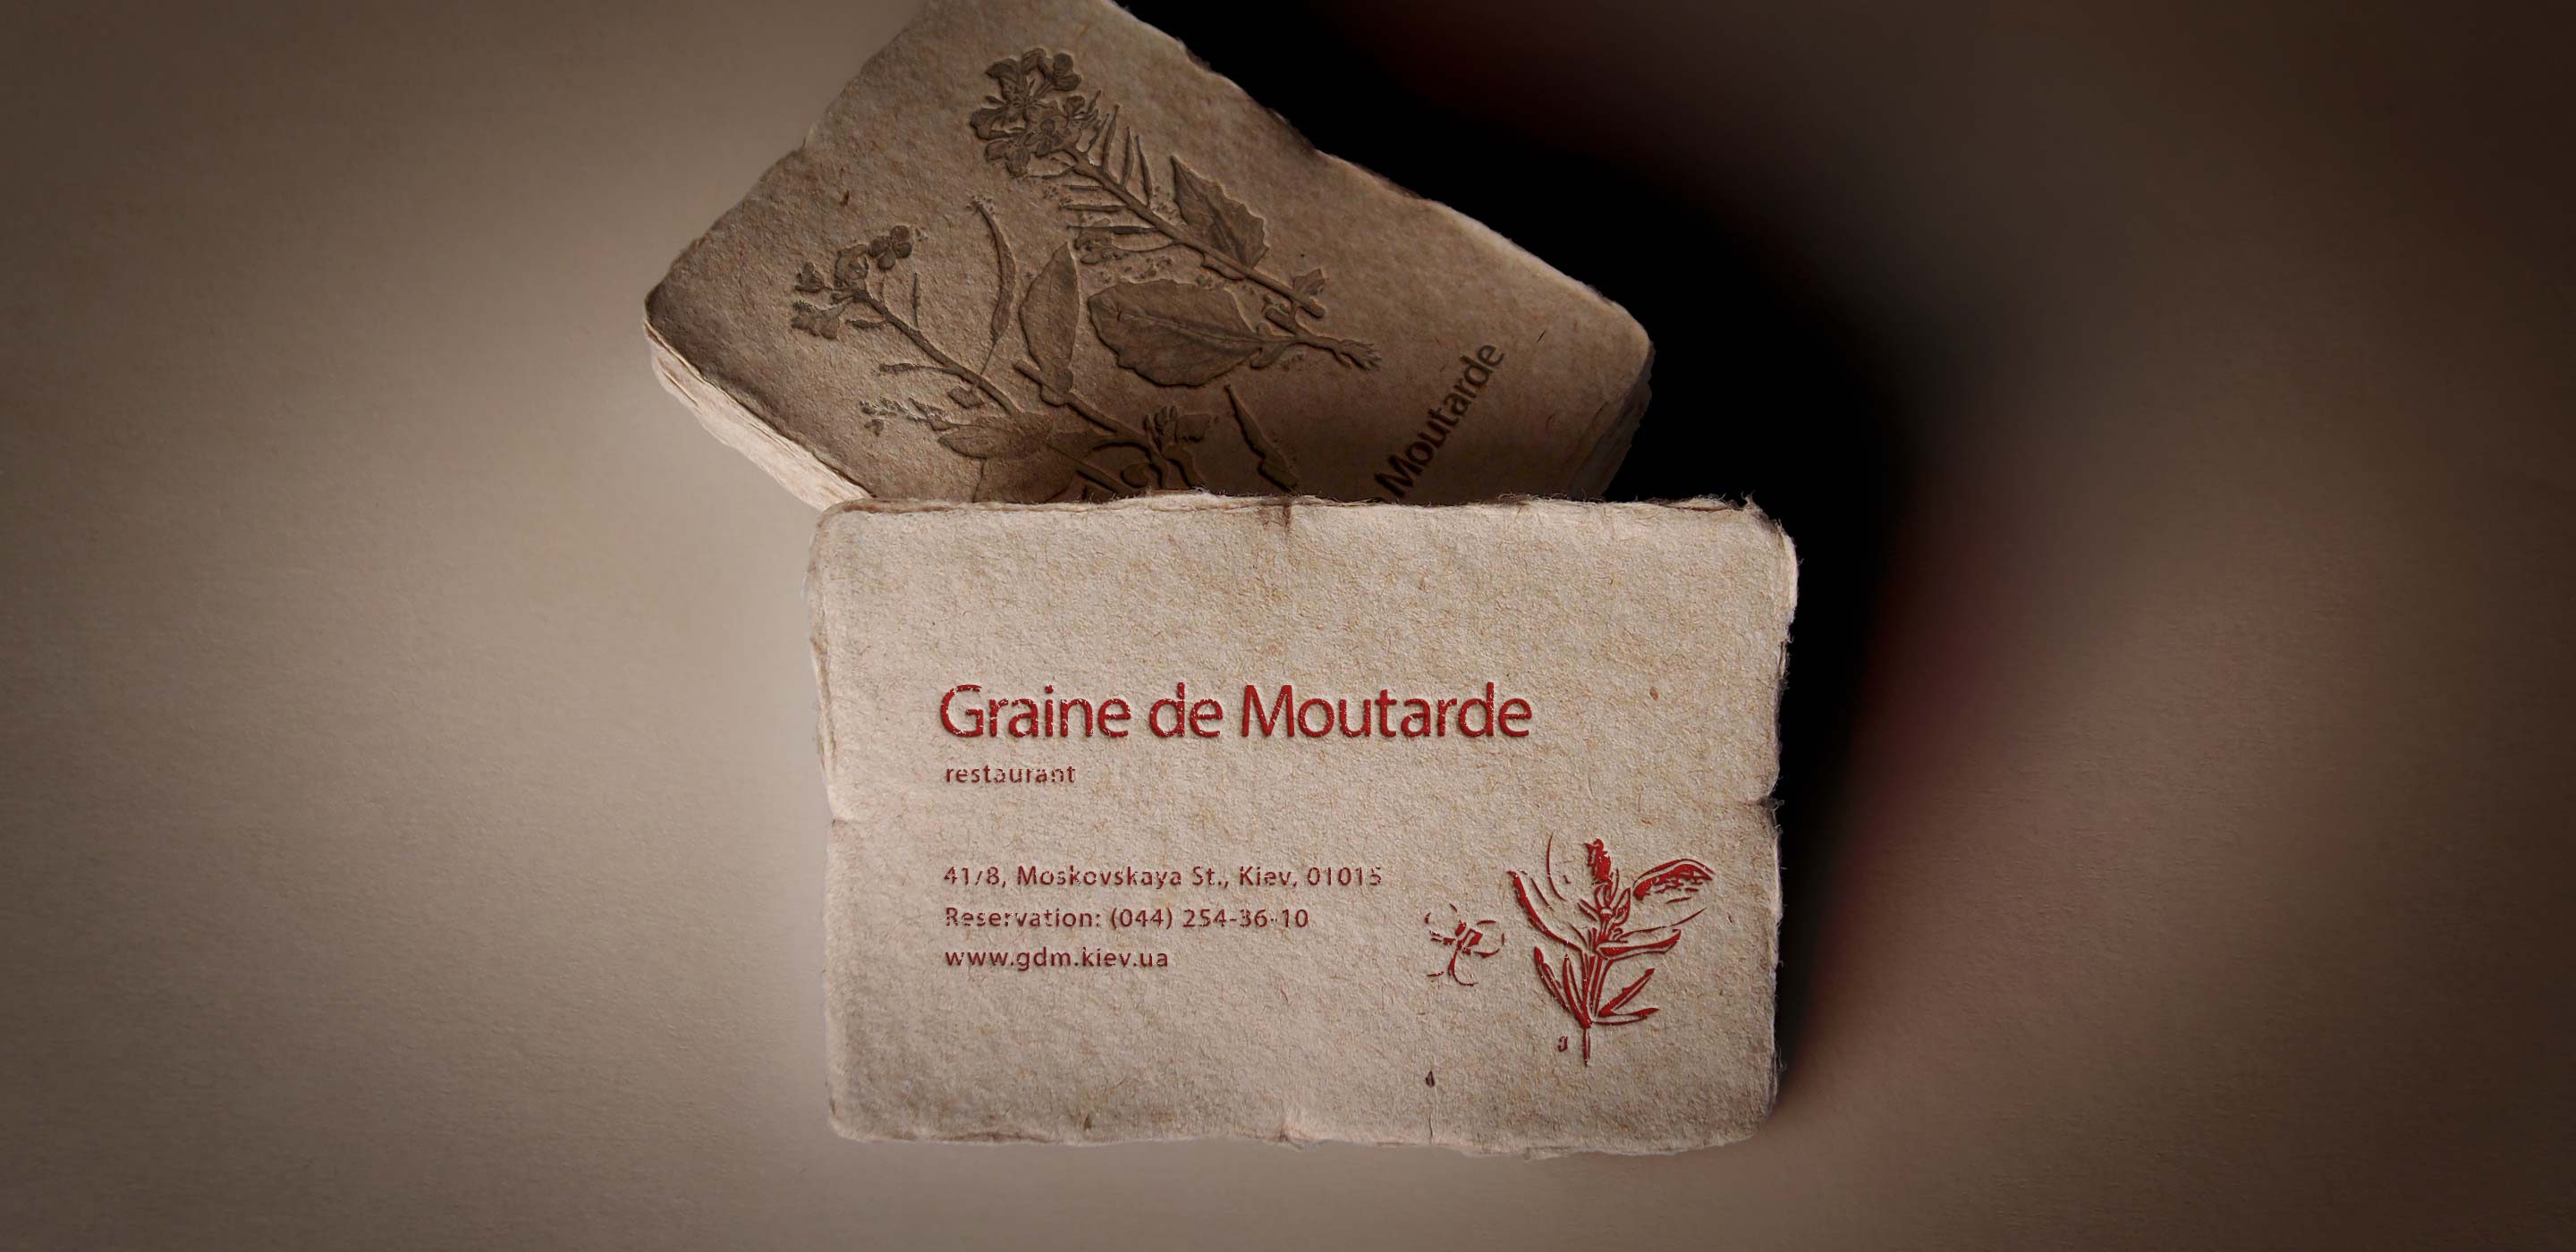 Moutarde
Graine de Moutarde
restaurant
41/8, Moskovskaya St., Kiev, 01015
Reservation: (044) 254-36-10
www.gdm.kiev.ua